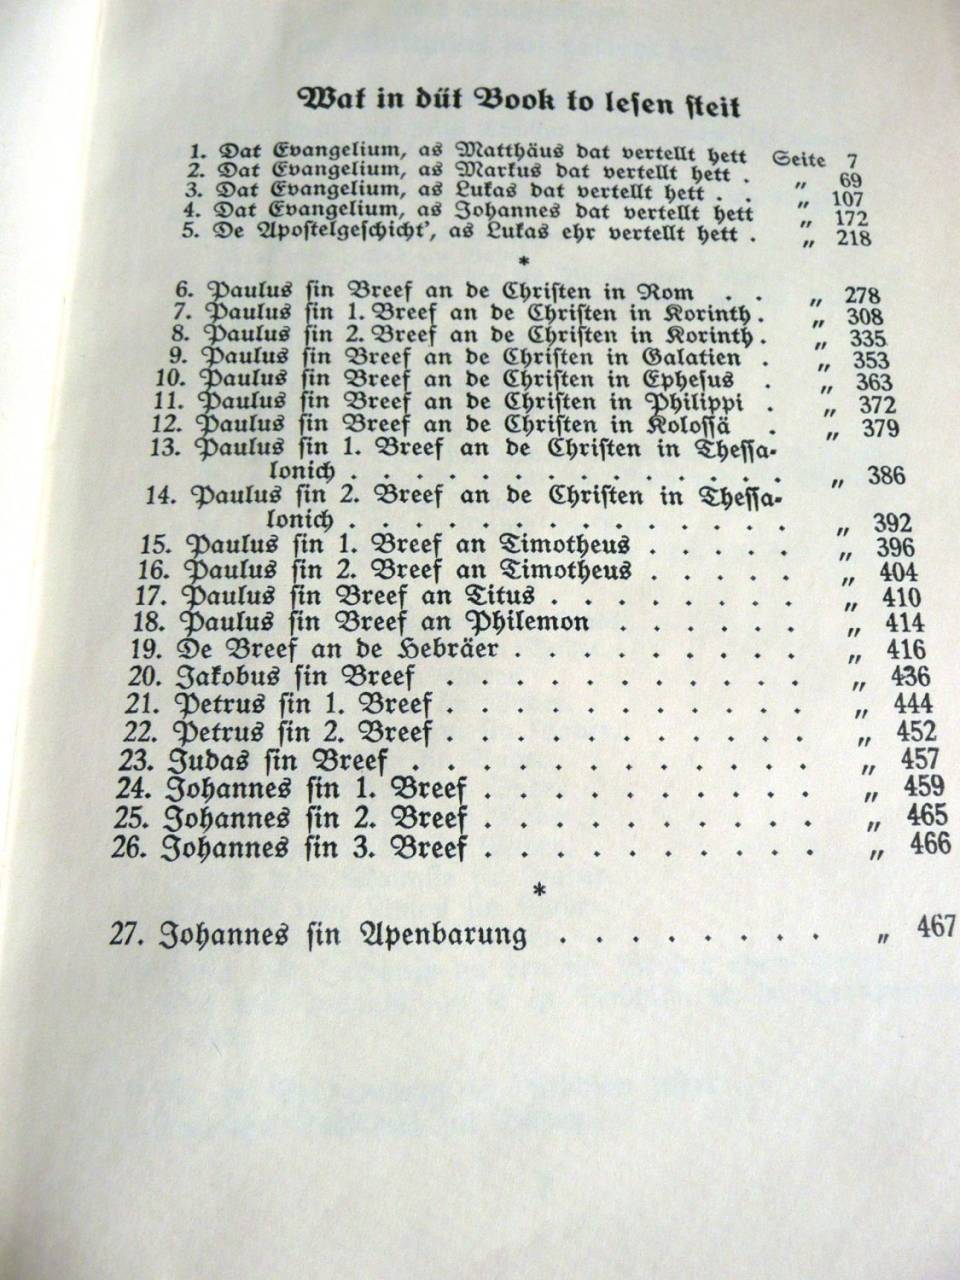 Wat in düt Book to lesen steit
1. Dat Evangelium, as Matthäus dat vertellt hett Seite 7
2. Dat Evangelium, as Markus dat vertellt hett . „ 69
3. Dat Evangelium, as Lukas dat vertellt hett . . „ 107
4. Dat Evangelium, as Johannes dat vertellt hett „ 172
5. De Apostelgeschicht', as Lukas ehr vertellt hett . „ 218
*
6. Paulus sin Breef an de Christen in Rom . . „ 278
7. Paulus sin 1. Breef an de Christen in Korinth . „ 308
8. Paulus sin 2. Breef an de Christen in Korinth . „ 335
9. Paulus sin Breef an de Christen in Galatien . „ 353
10. Paulus sin Breef an de Christen in Ephesus . „ 363
11. Paulus sin Breef an de Christen in Philippi . „ 372
12. Paulus sin Breef an de Christen in Kolossä . „ 379
13. Paulus sin 1. Breef an de Christen in Thessa-
lonich . . . . . . . . . . . . . „ 386
14. Paulus sin 2. Breef an de Christen in Thessa-
lonich . . . . . . . . . . . . . „ 392
15. Paulus sin 1. Breef an Timotheus . . . . . „ 396
16. Paulus sin 2. Breef an Timotheus . . . . . „ 404
17. Paulus sin Breef an Titus . . . . . . . . „ 410
18. Paulus sin Breef an Philemon . . . . . . „ 414
19. De Breef an de Hebräer . . . . . . . . . „ 416
20. Jakobus sin Breef . . . . . . . . . . . „ 436
21. Petrus sin 1. Breef . . . . . . . . . . . „ 444
22. Petrus sin 2. Breef . . . . . . . . . . . „ 452
23. Judas sin Breef . . . . . . . . . . . . „ 457
24. Johannes sin 1. Breef . . . . . . . . . . „ 459
25. Johannes sin 2. Breef . . . . . . . . . . „ 465
26. Johannes sin 3. Breef . . . . . . . . . . „ 466
*
27. Johannes sin Apenbarung . . . . . . . . „ 467